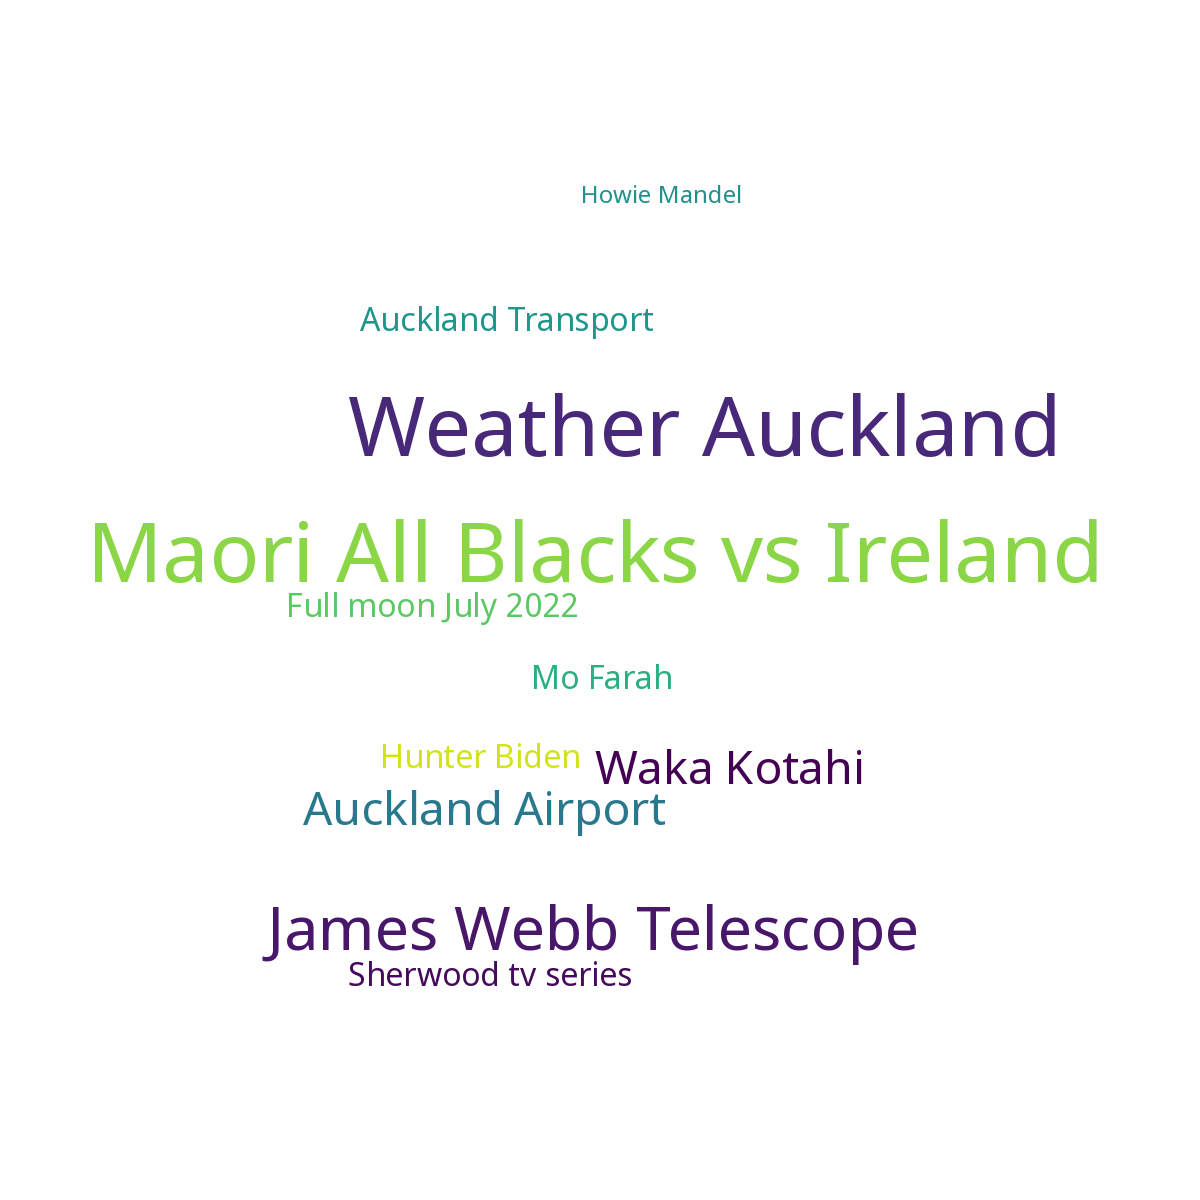 Howie Mandel
Auckland Transport
Weather Auckland
Maori All Blacks vs Ireland
Full moon July 2022
Mo Farah
Hunter Biden
Waka Kotahi
Auckland Airport
James Webb Telescope
Sherwood tv series